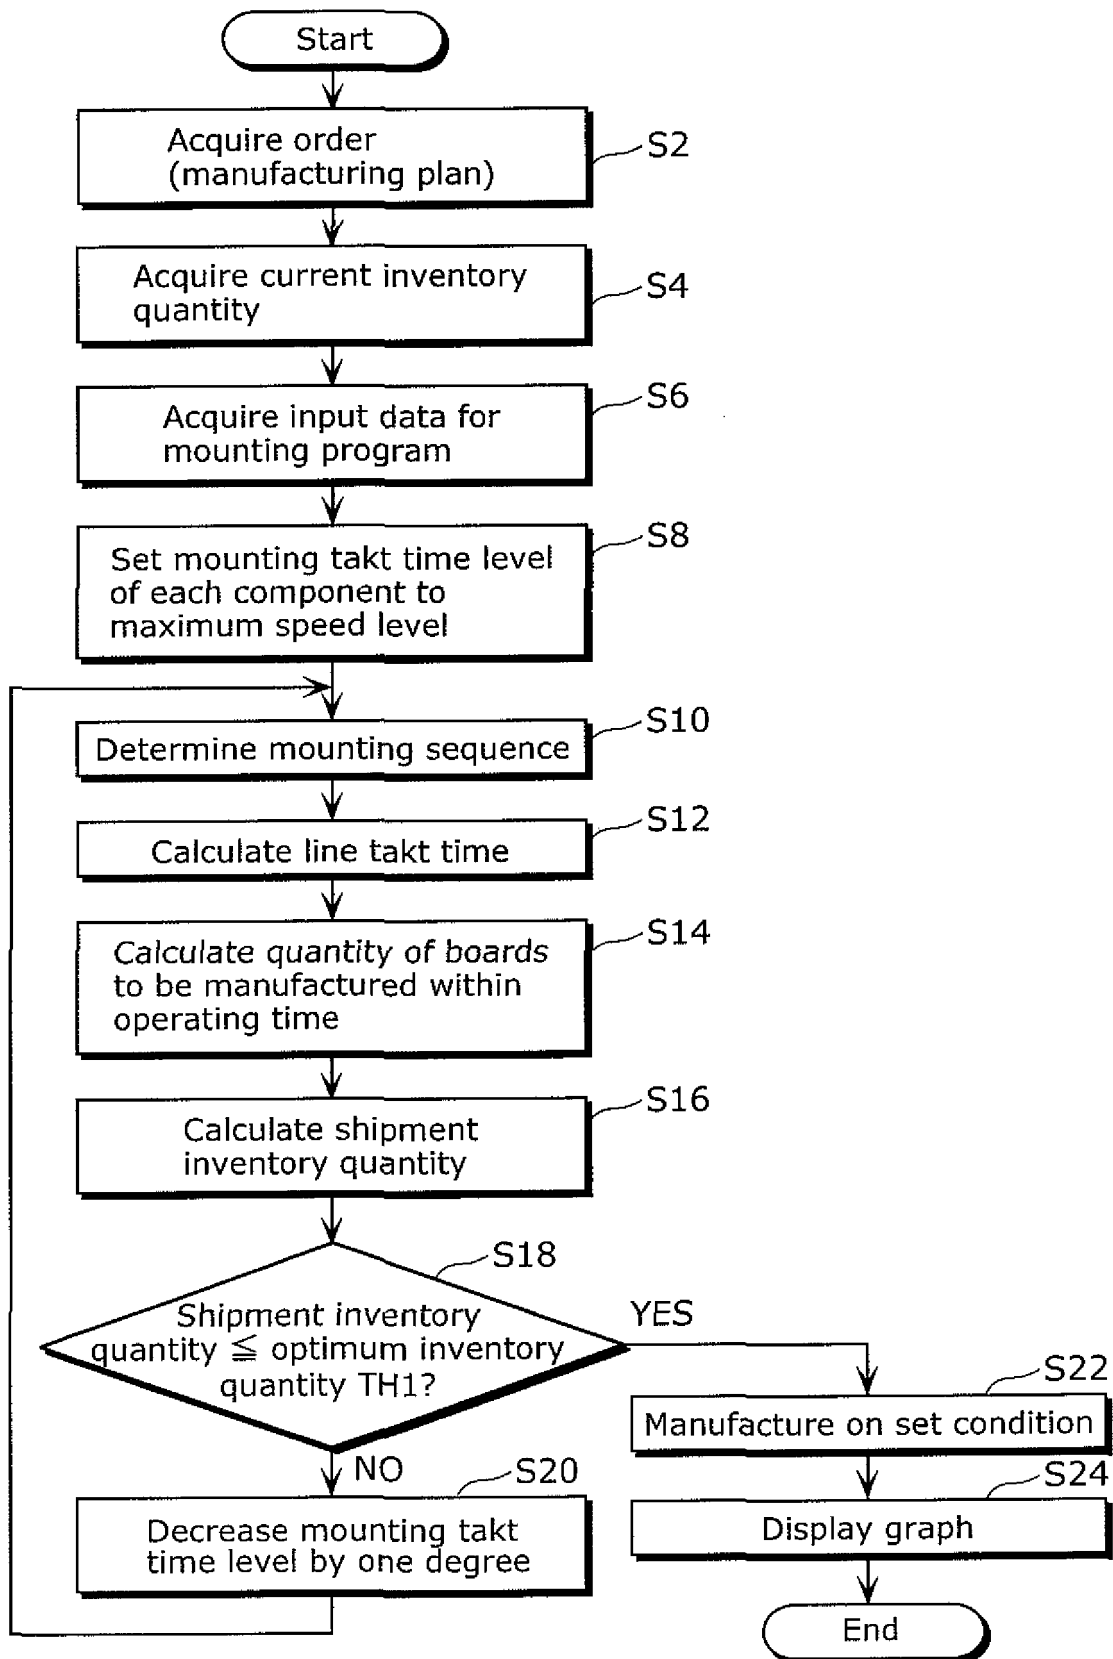 Start
Acquire order
(manufacturing plan)
S2
Acquire current inventory
quantity
S4
Acquire input data for
mounting program
S6
Set mounting takt time level
of each component to
maximum speed level
S8
Determine mounting sequence
S10
Calculate line takt time
S12
Calculate quantity of boards
to be manufactured within
operating time
S14
Calculate shipment
inventory quantity
S16
Shipment inventory
quantity ≦ optimum inventory
quantity TH1?
S18
YES
NO
Decrease mounting takt
time level by one degree
S20
Manufacture on set condition
S22
Display graph
S24
End